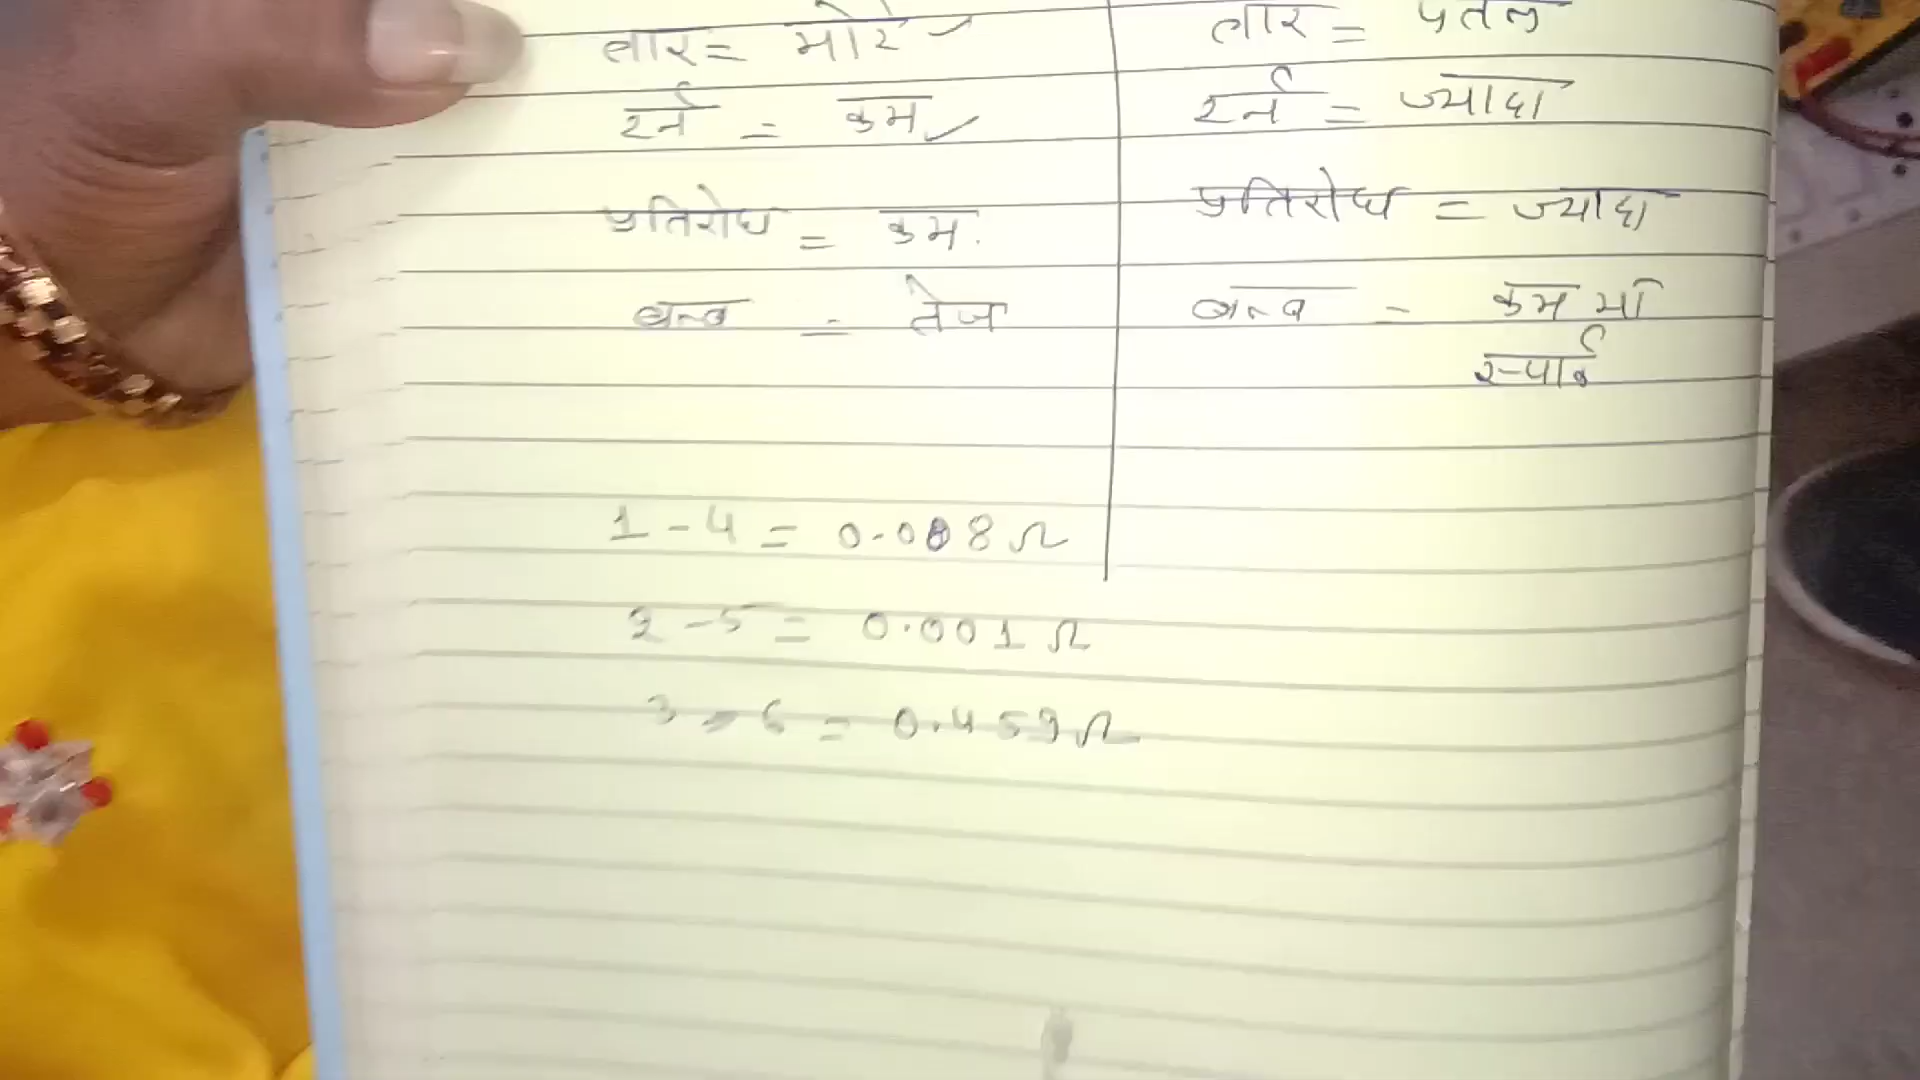 तार = मोटे ✓
टर्न = कम ✓
प्रतिरोध = कम.
बल्ब = तेज
तार = पतले
टर्न = ज्यादा
प्रतिरोध = ज्यादा
बल्ब = कम या
स्पार्क
1 - 4 = 0.008 Ω
2 - 5 = 0.001 Ω
3 - 6 = 0.459 Ω